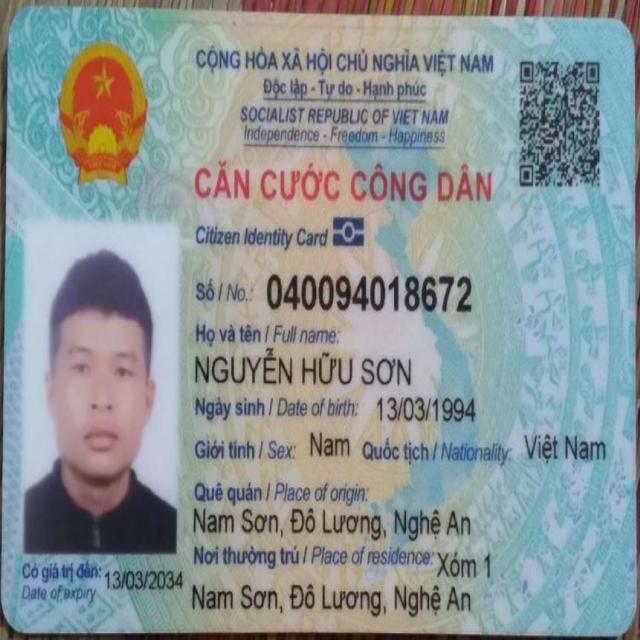 CỘNG HÒA XÃ HỘI CHỦ NGHĨA VIỆT NAM
Độc lập - Tự do - Hạnh phúc
SOCIALIST REPUBLIC OF VIET NAM
Independence - Freedom - Happiness
CĂN CƯỚC CÔNG DÂN
Citizen Identity Card
Số / No.: 040094018672
Họ và tên / Full name:
NGUYỄN HỮU SƠN
Ngày sinh / Date of birth: 13/03/1994
Giới tính / Sex: Nam Quốc tịch / Nationality: Việt Nam
Quê quán / Place of origin:
Nam Sơn, Đô Lương, Nghệ An
Nơi thường trú / Place of residence: Xóm 1
Nam Sơn, Đô Lương, Nghệ An
Có giá trị đến: 13/03/2034
Date of expiry